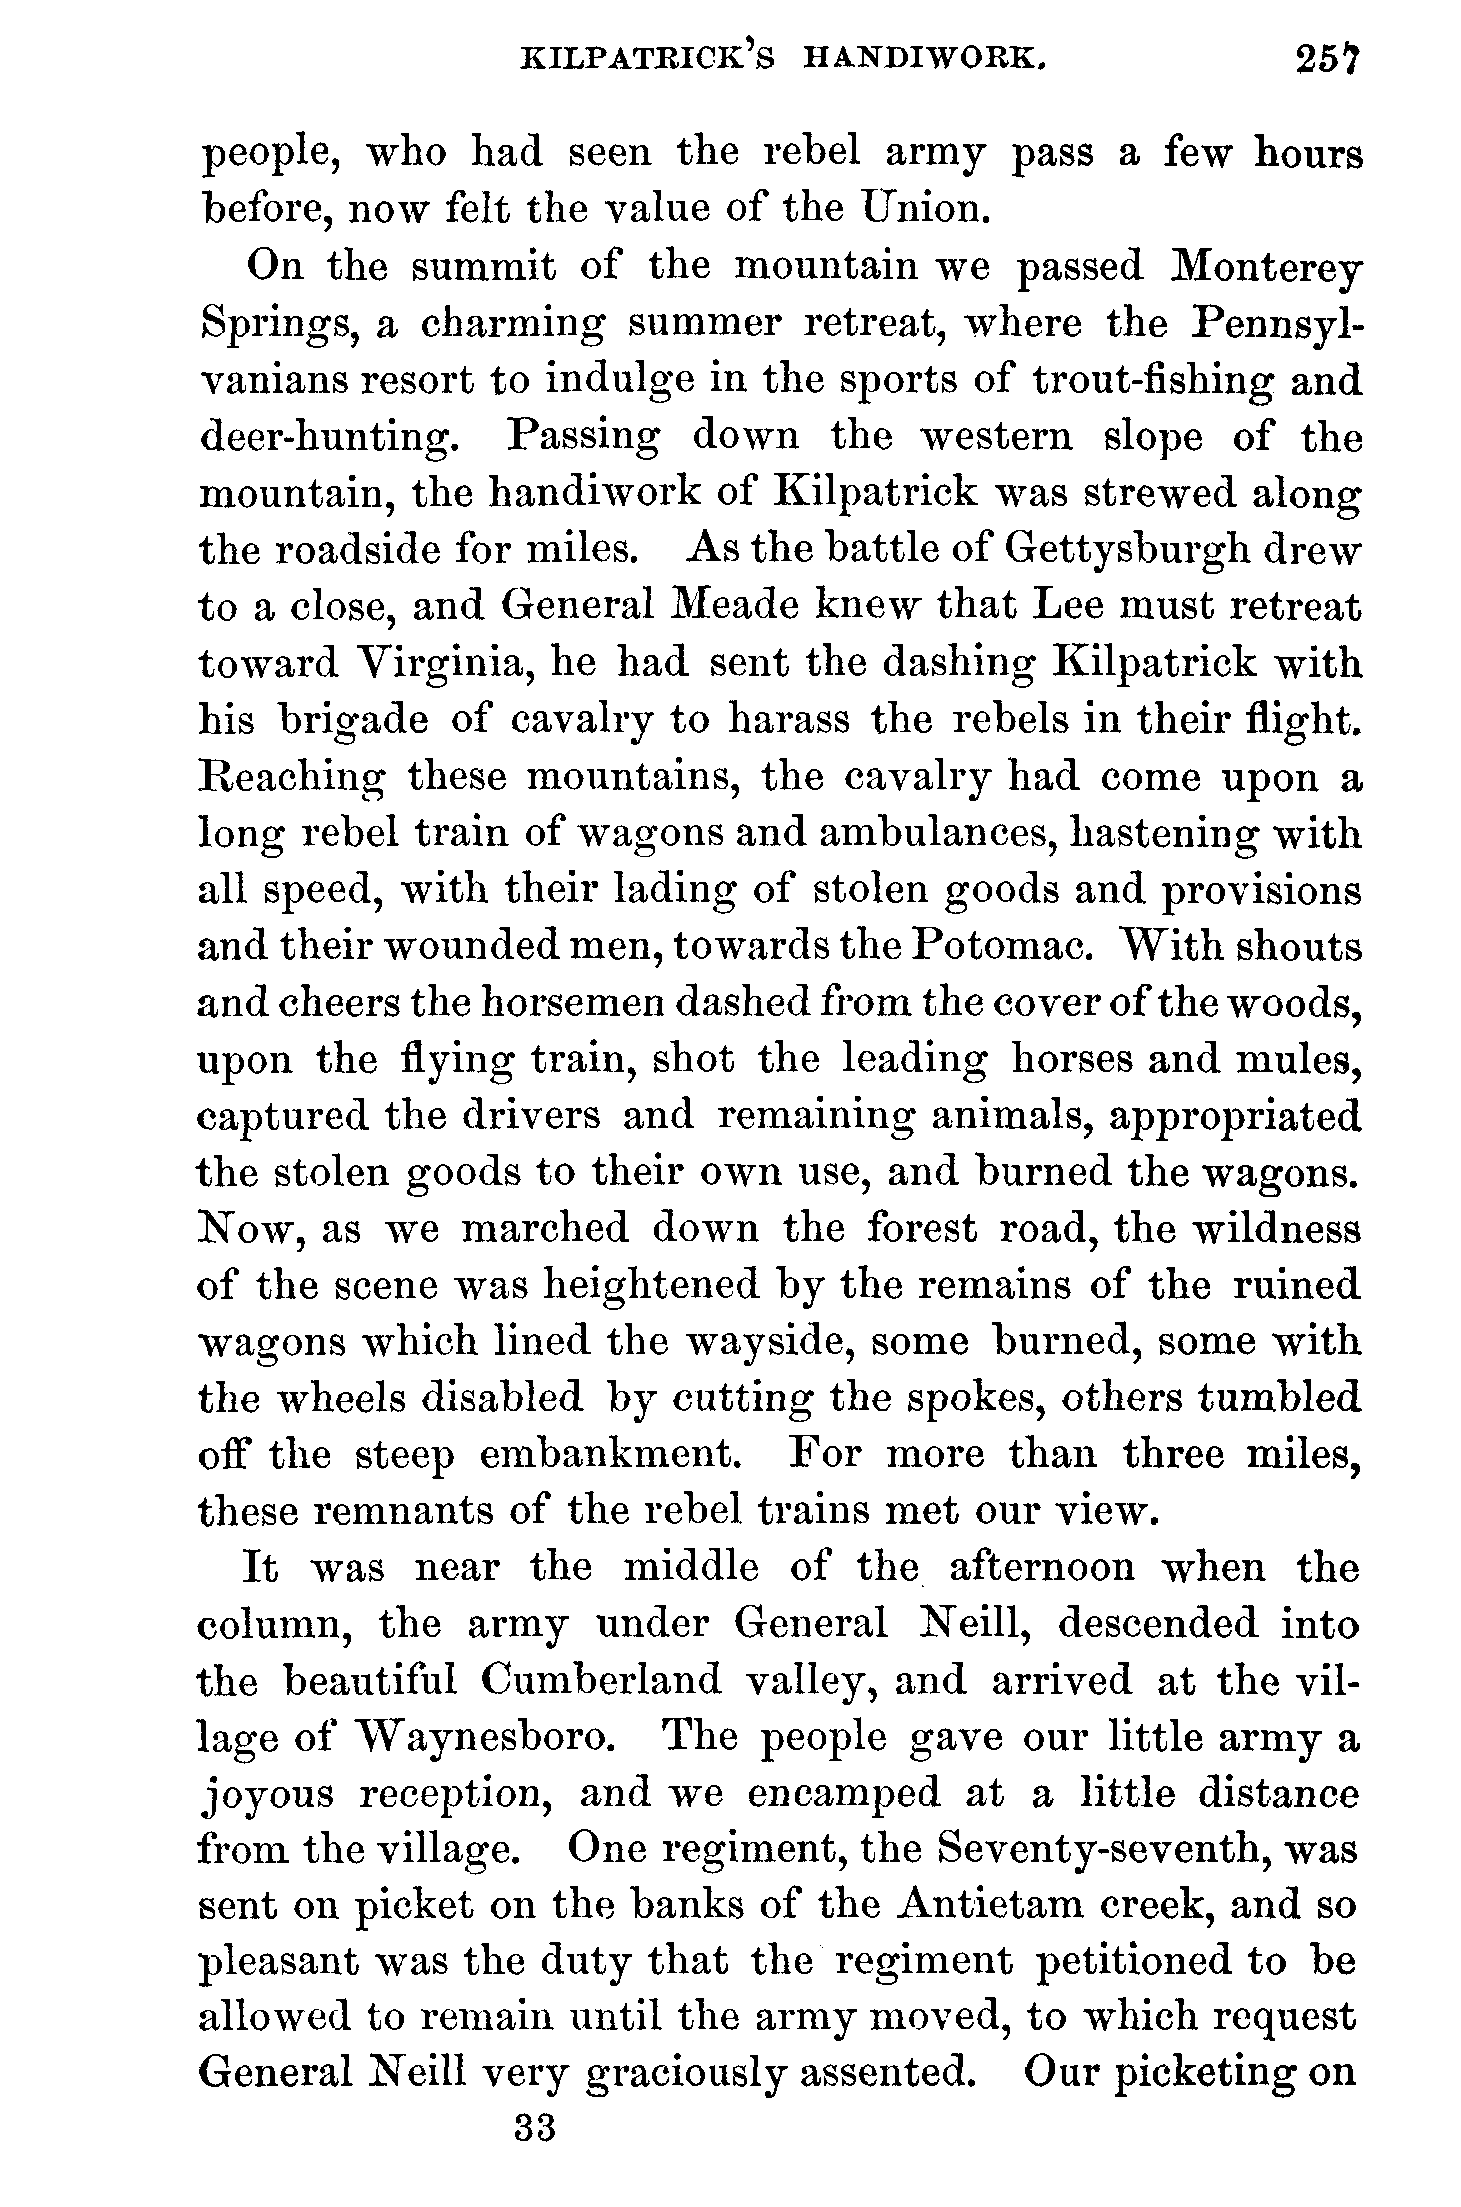 KILPATRICK'S HANDIWORK. 257
people, who had seen the rebel army pass a few hours
before, now felt the value of the Union.
On the summit of the mountain we passed Monterey
Springs, a charming summer retreat, where the Pennsyl-
vanians resort to indulge in the sports of trout-fishing and
deer-hunting. Passing down the western slope of the
mountain, the handiwork of Kilpatrick was strewed along
the roadside for miles. As the battle of Gettysburgh drew
to a close, and General Meade knew that Lee must retreat
toward Virginia, he had sent the dashing Kilpatrick with
his brigade of cavalry to harass the rebels in their flight.
Reaching these mountains, the cavalry had come upon a
long rebel train of wagons and ambulances, hastening with
all speed, with their lading of stolen goods and provisions
and their wounded men, towards the Potomac. With shouts
and cheers the horsemen dashed from the cover of the woods,
upon the flying train, shot the leading horses and mules,
captured the drivers and remaining animals, appropriated
the stolen goods to their own use, and burned the wagons.
Now, as we marched down the forest road, the wildness
of the scene was heightened by the remains of the ruined
wagons which lined the wayside, some burned, some with
the wheels disabled by cutting the spokes, others tumbled
off the steep embankment. For more than three miles,
these remnants of the rebel trains met our view.
It was near the middle of the afternoon when the
column, the army under General Neill, descended into
the beautiful Cumberland valley, and arrived at the vil-
lage of Waynesboro. The people gave our little army a
joyous reception, and we encamped at a little distance
from the village. One regiment, the Seventy-seventh, was
sent on picket on the banks of the Antietam creek, and so
pleasant was the duty that the regiment petitioned to be
allowed to remain until the army moved, to which request
General Neill very graciously assented. Our picketing on
33